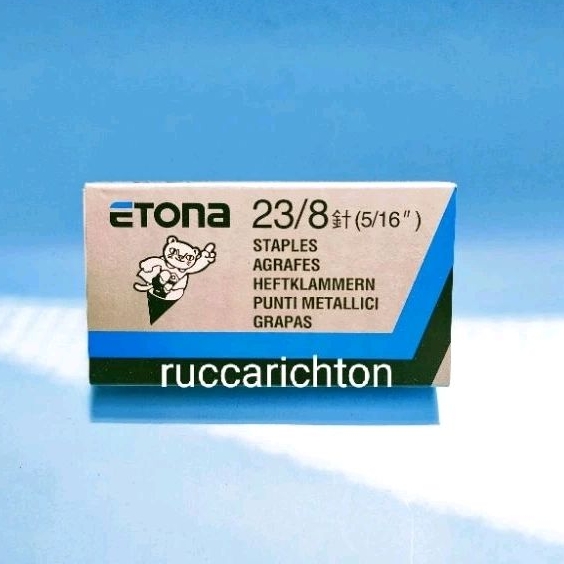 ETONA
23/8 針 (5/16")
STAPLES
AGRAFES
HEFTKLAMMERN
PUNTI METALLICI
GRAPAS
ruccarichton